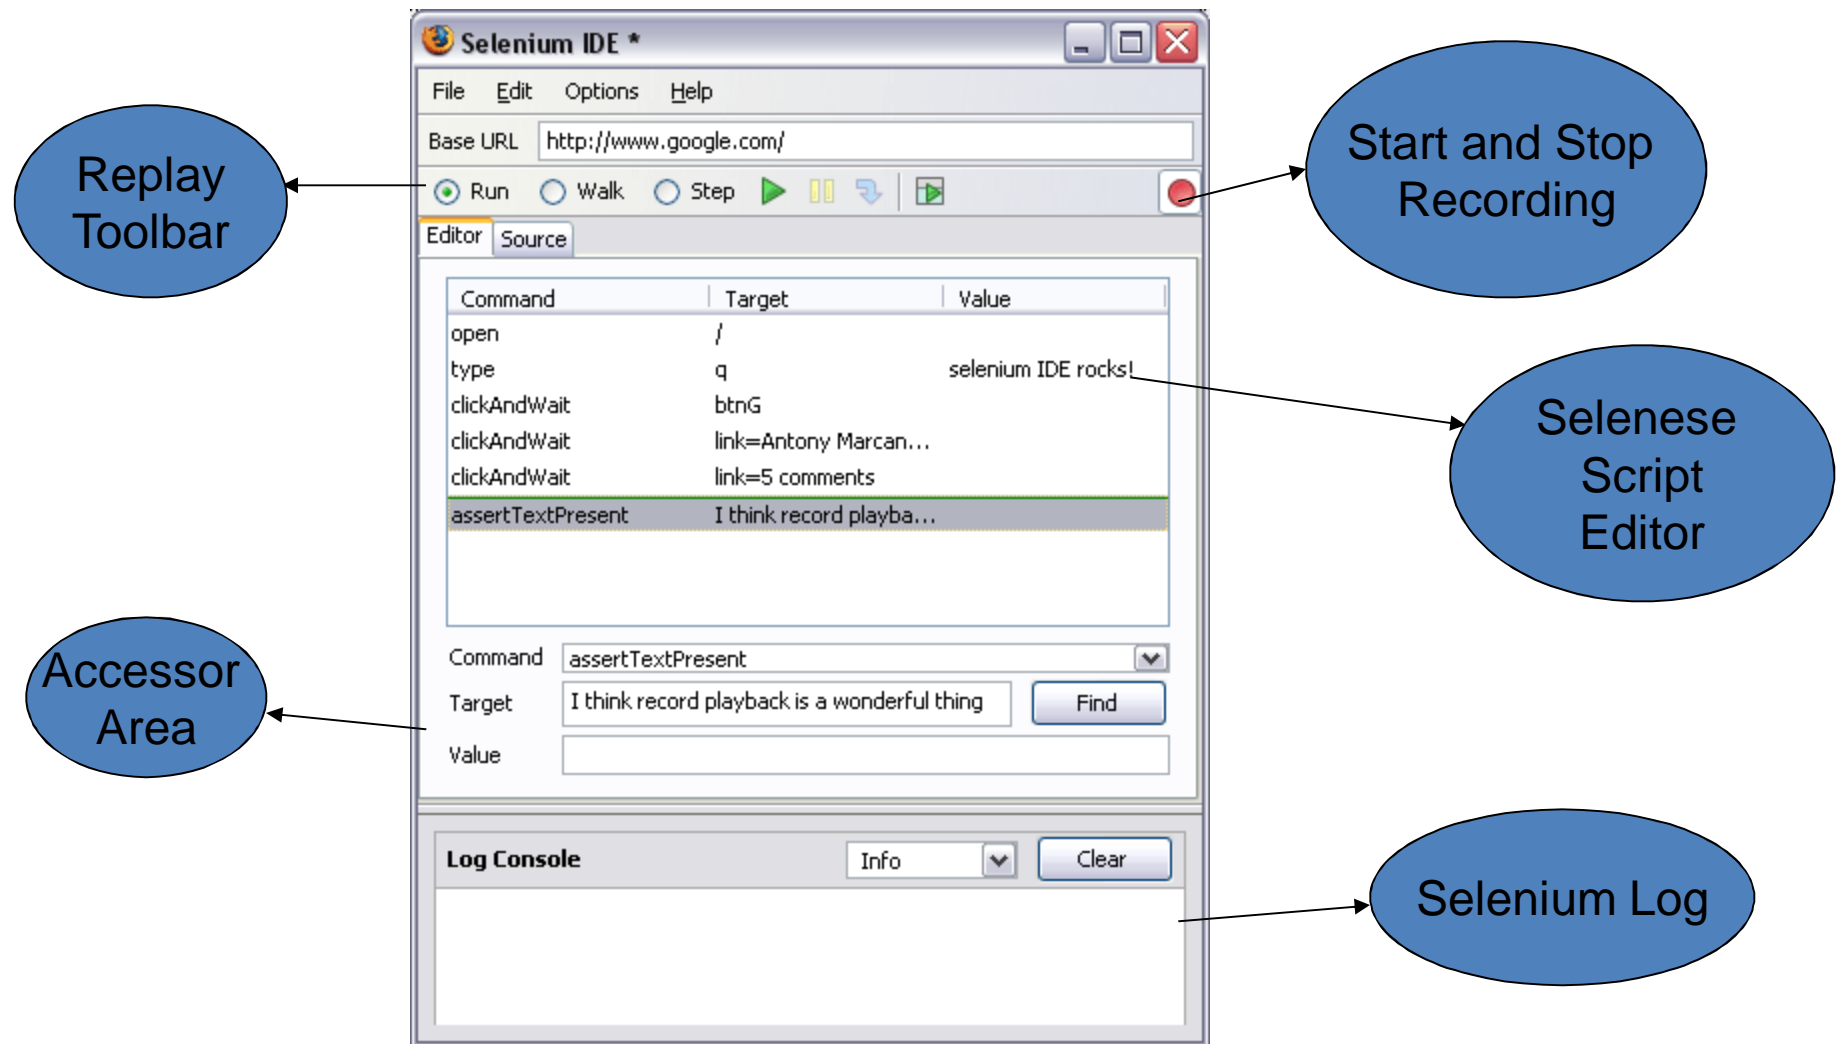 Selenium IDE *
File Edit Options Help
Base URL http://www.google.com/
Run Walk Step
Editor Source
Command Target Value
open /
type q selenium IDE rocks!
clickAndWait btnG
clickAndWait link=Antony Marcan...
clickAndWait link=5 comments
assertTextPresent I think record playba...
Command assertTextPresent
Target I think record playback is a wonderful thing Find
Value
Log Console Info Clear
Replay
Toolbar
Accessor
Area
Start and Stop
Recording
Selenese
Script
Editor
Selenium Log